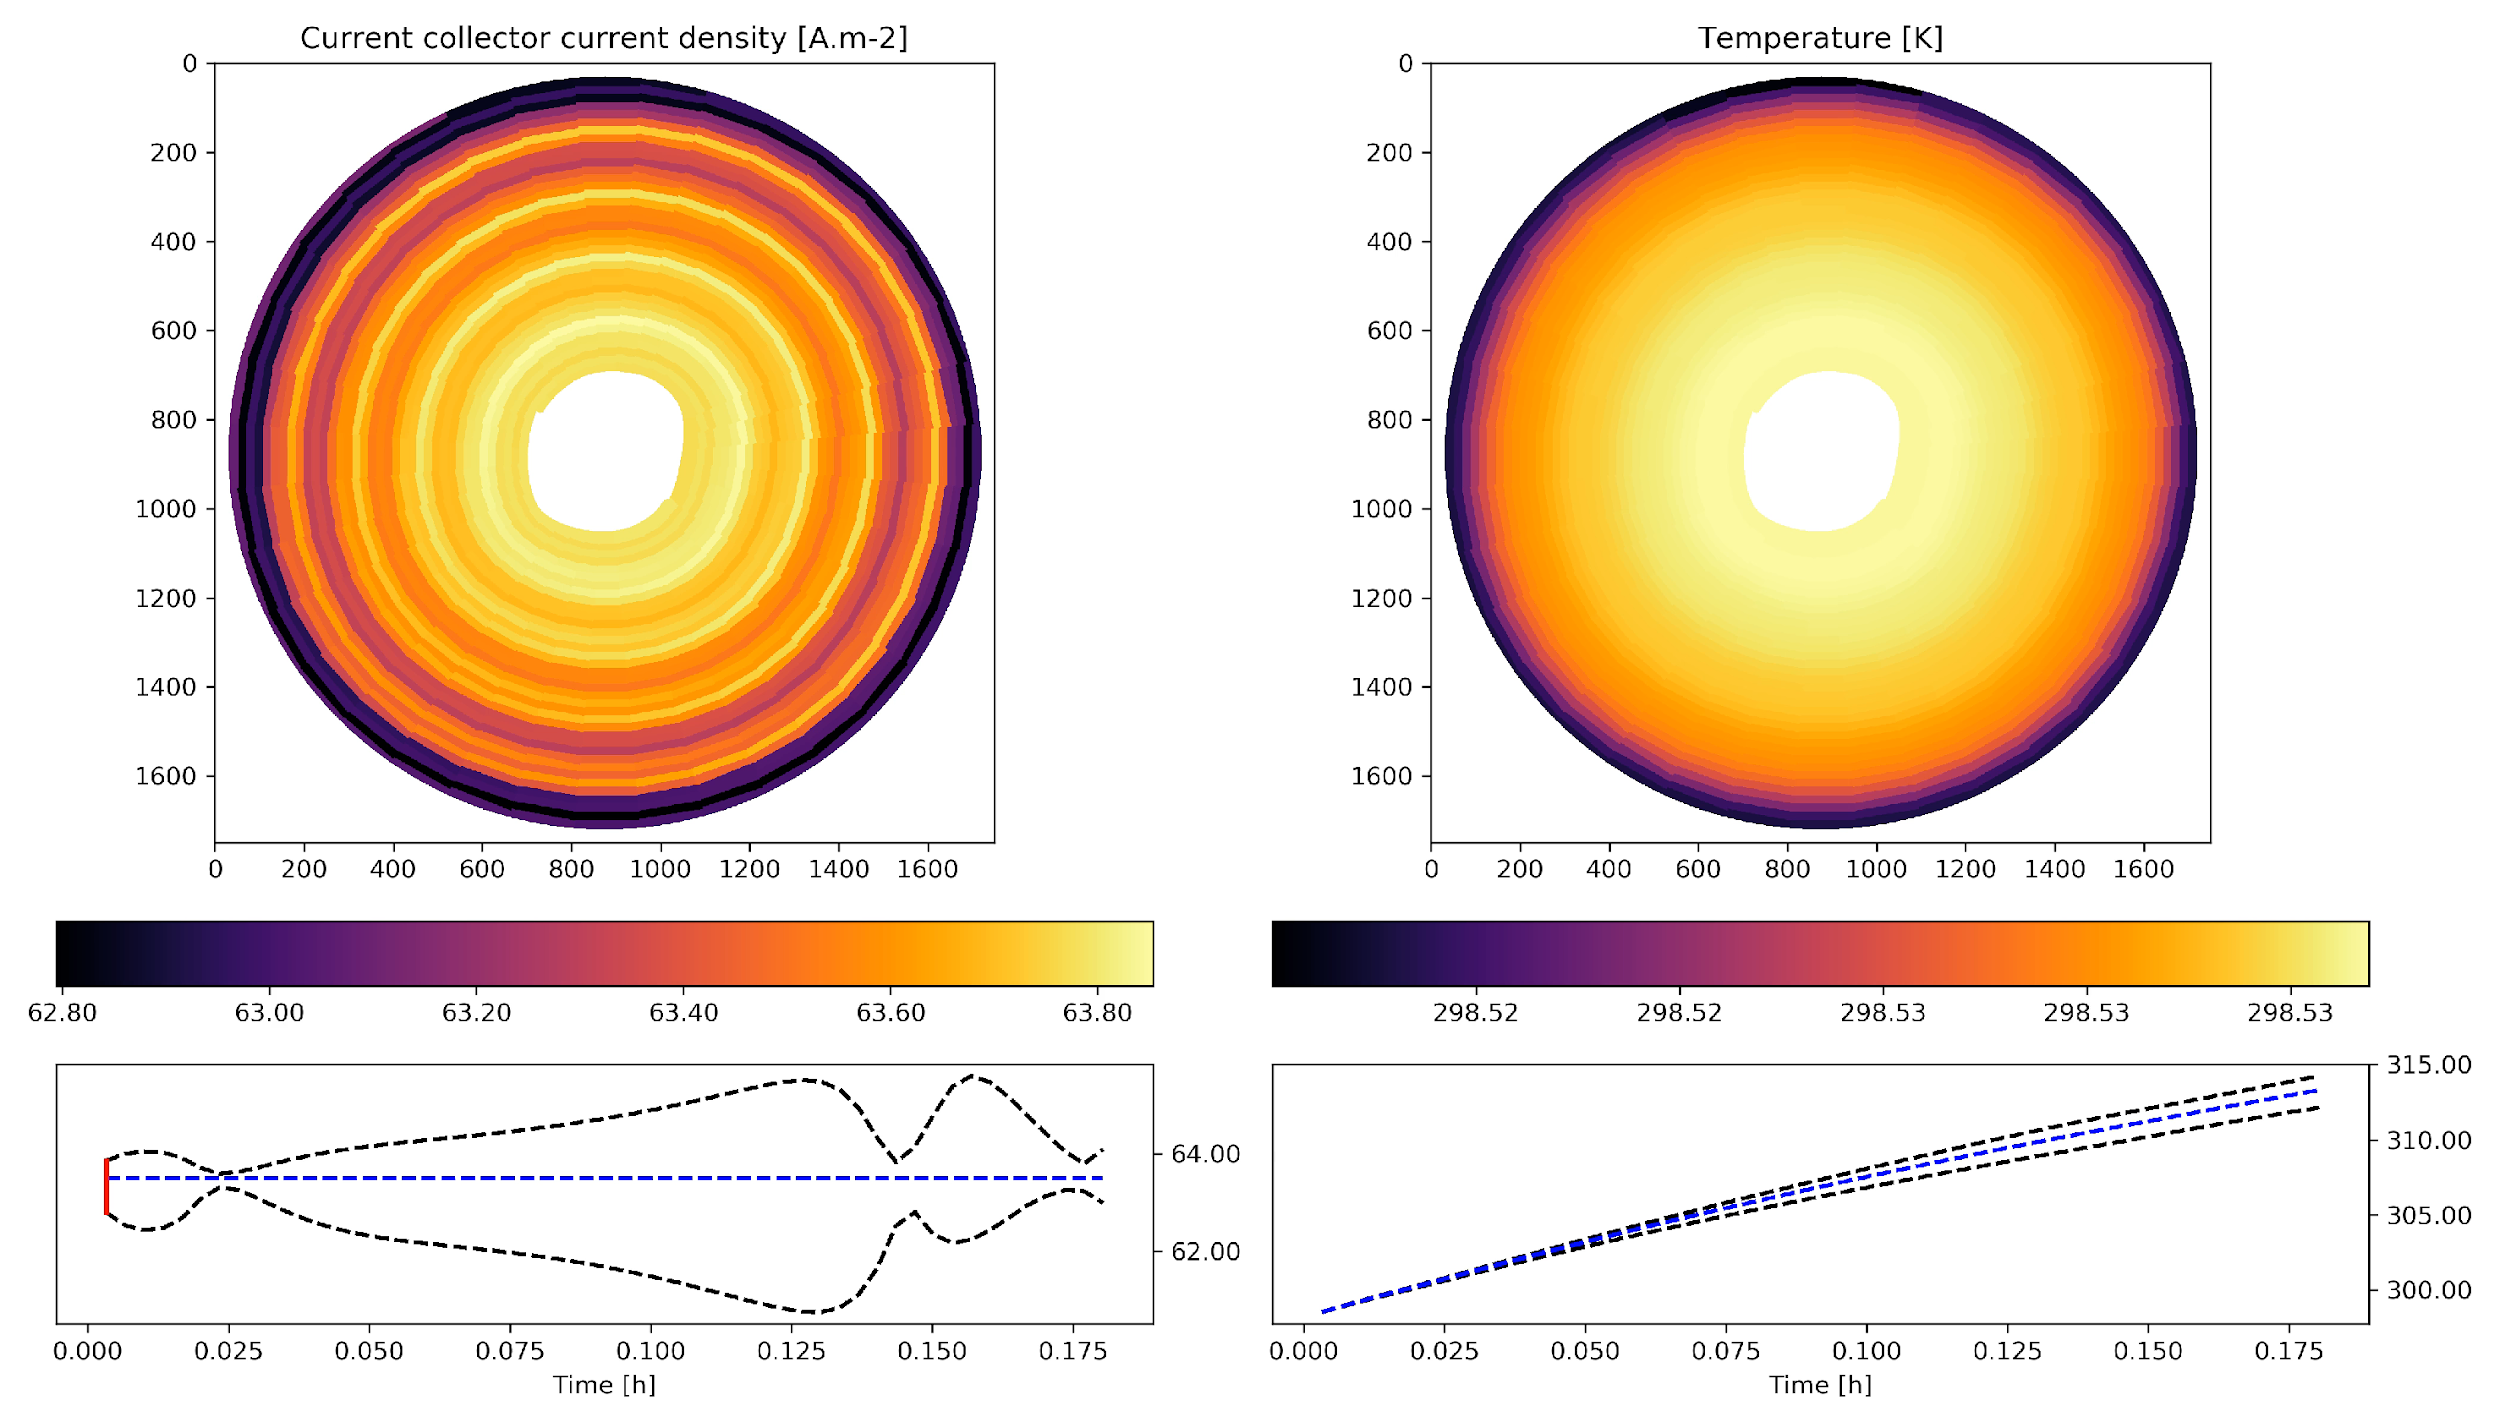 Current collector current density [A.m-2]
0
200
400
600
800
1000
1200
1400
1600
0 200 400 600 800 1000 1200 1400 1600
62.80 63.00 63.20 63.40 63.60 63.80
64.00
62.00
0.000 0.025 0.050 0.075 0.100 0.125 0.150 0.175
Time [h]
Temperature [K]
0
200
400
600
800
1000
1200
1400
1600
0 200 400 600 800 1000 1200 1400 1600
298.52 298.52 298.53 298.53 298.53
315.00
310.00
305.00
300.00
0.000 0.025 0.050 0.075 0.100 0.125 0.150 0.175
Time [h]